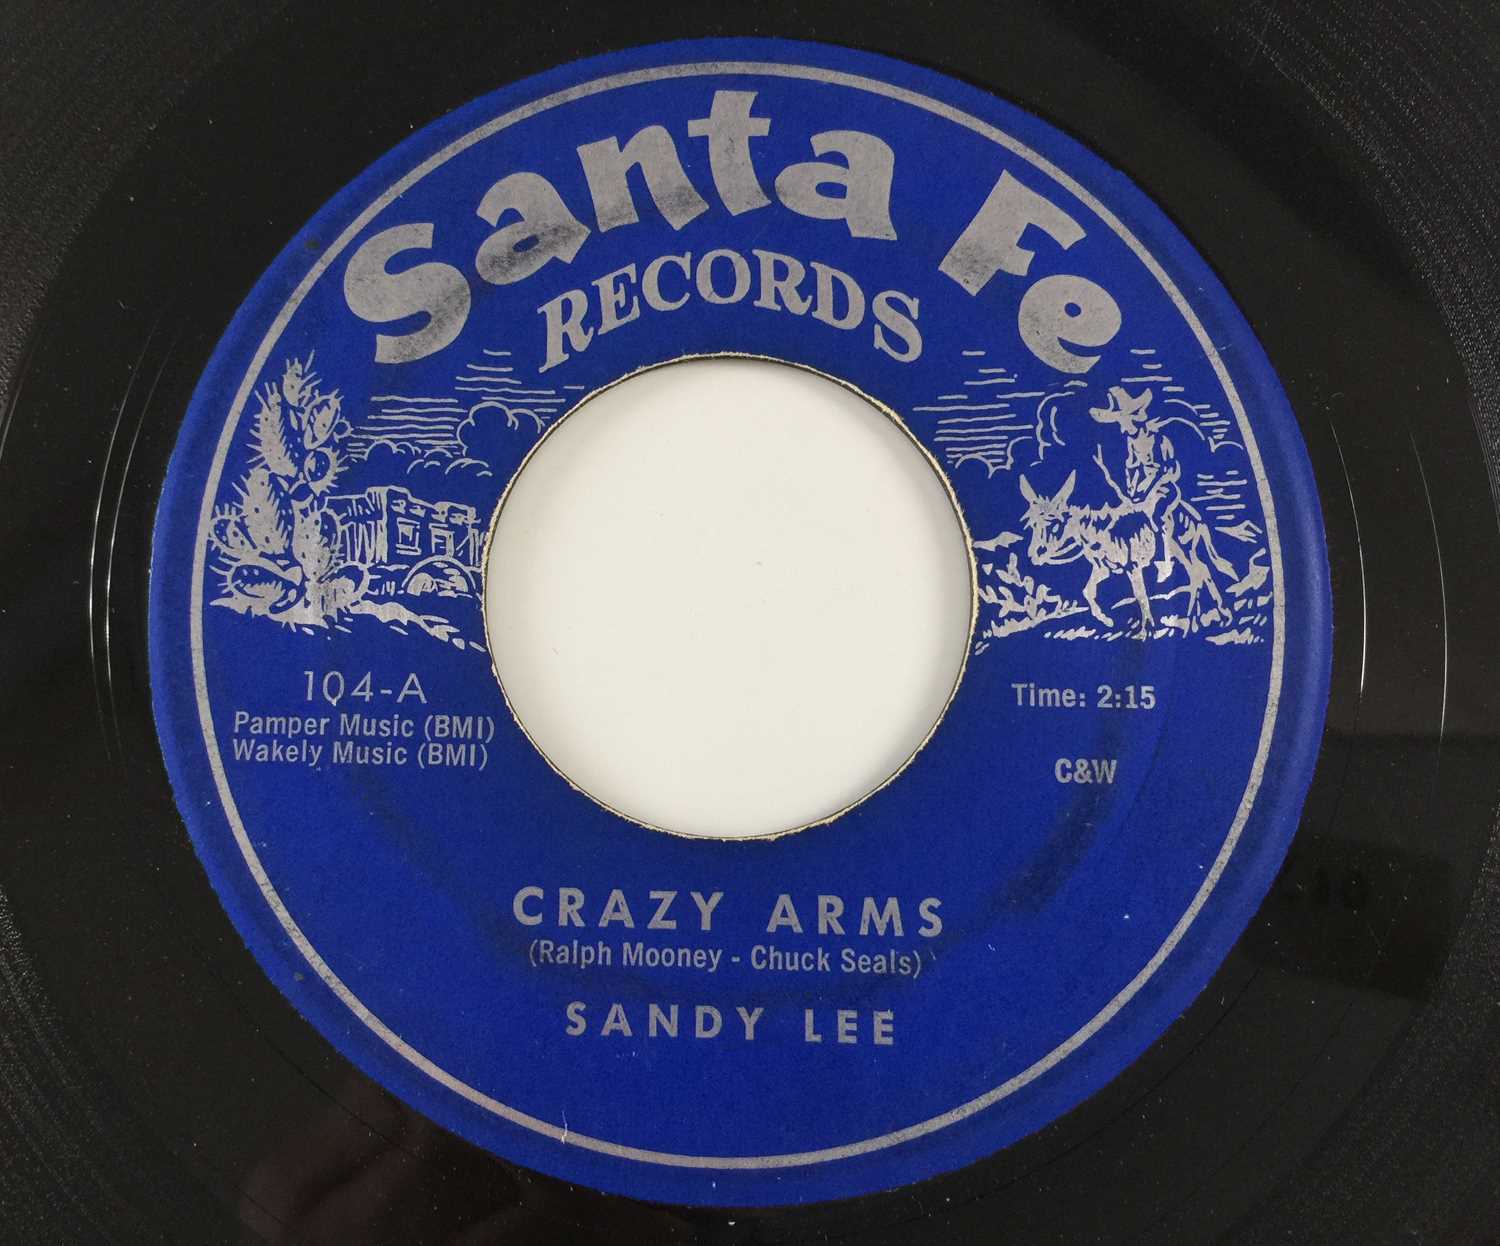 Santa Fe
RECORDS
104-A
Pamper Music (BMI)
Wakely Music (BMI)
Time: 2:15
C&W
CRAZY ARMS
(Ralph Mooney - Chuck Seals)
SANDY LEE